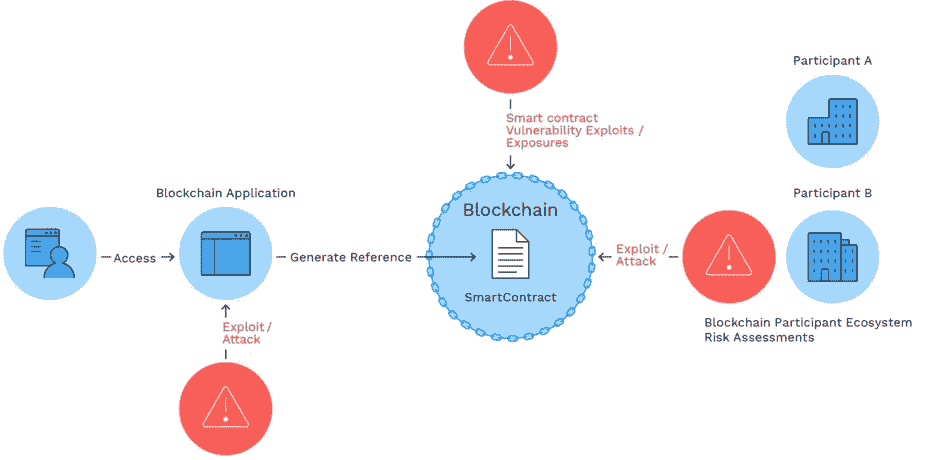 Participant A
Smart contract
Vulnerability Exploits /
Exposures
Blockchain Application
Participant B
Blockchain
Access
Generate Reference
SmartContract
Exploit /
Attack
Exploit /
Attack
Blockchain Participant Ecosystem
Risk Assessments